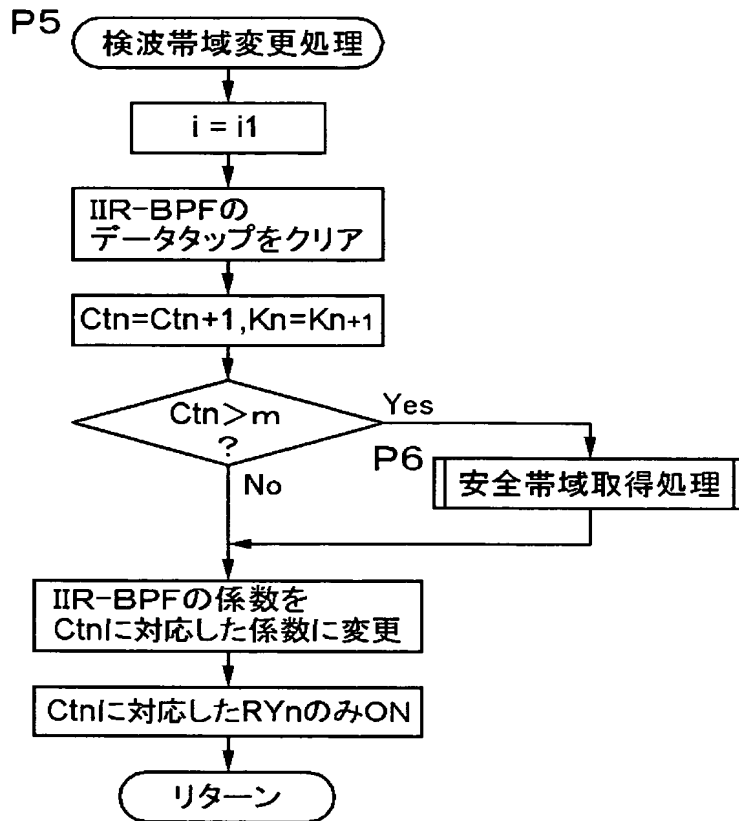 P5
検波帯域変更処理
i = i1
IIR-BPFの
データタップをクリア
Ctn=Ctn+1,Kn=Kn+1
Ctn>m
?
Yes
No
P6
安全帯域取得処理
IIR-BPFの係数を
Ctnに対応した係数に変更
Ctnに対応したRYnのみON
リターン